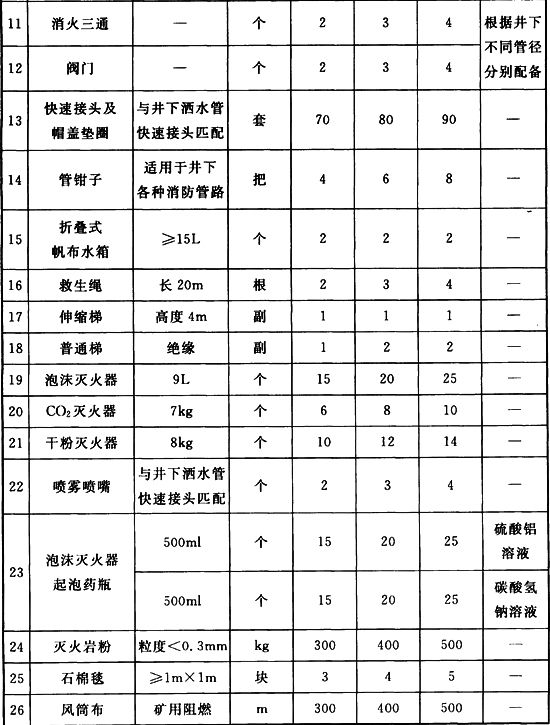 11 消火三通 — 个 2 3 4 根据井下
不同管径
分别配备
12 阀门 — 个 2 3 4
13 快速接头及 与井下洒水管 套 70 80 90 —
帽盖垫圈 快速接头匹配
14 管钳子 适用于井下 把 4 6 8 —
各种消防管路
15 折叠式 ≥15L 个 2 2 2 —
帆布水箱
16 救生绳 长 20m 根 2 3 4 —
17 伸缩梯 高度 4m 副 1 1 1 —
18 普通梯 绝缘 副 1 2 2 —
19 泡沫灭火器 9L 个 15 20 25 —
20 CO₂灭火器 7kg 个 6 8 10 —
21 干粉灭火器 8kg 个 10 12 14 —
22 喷雾喷嘴 与井下洒水管 个 2 3 4 —
快速接头匹配
23 泡沫灭火器 500ml 个 15 20 25 硫酸铝
起泡药瓶 溶液
500ml 个 15 20 25 碳酸氢
钠溶液
24 灭火岩粉 粒度<0.3mm kg 300 400 500 —
25 石棉毯 ≥1m×1m 块 3 4 5 —
26 风筒布 矿用阻燃 m 300 400 500 —